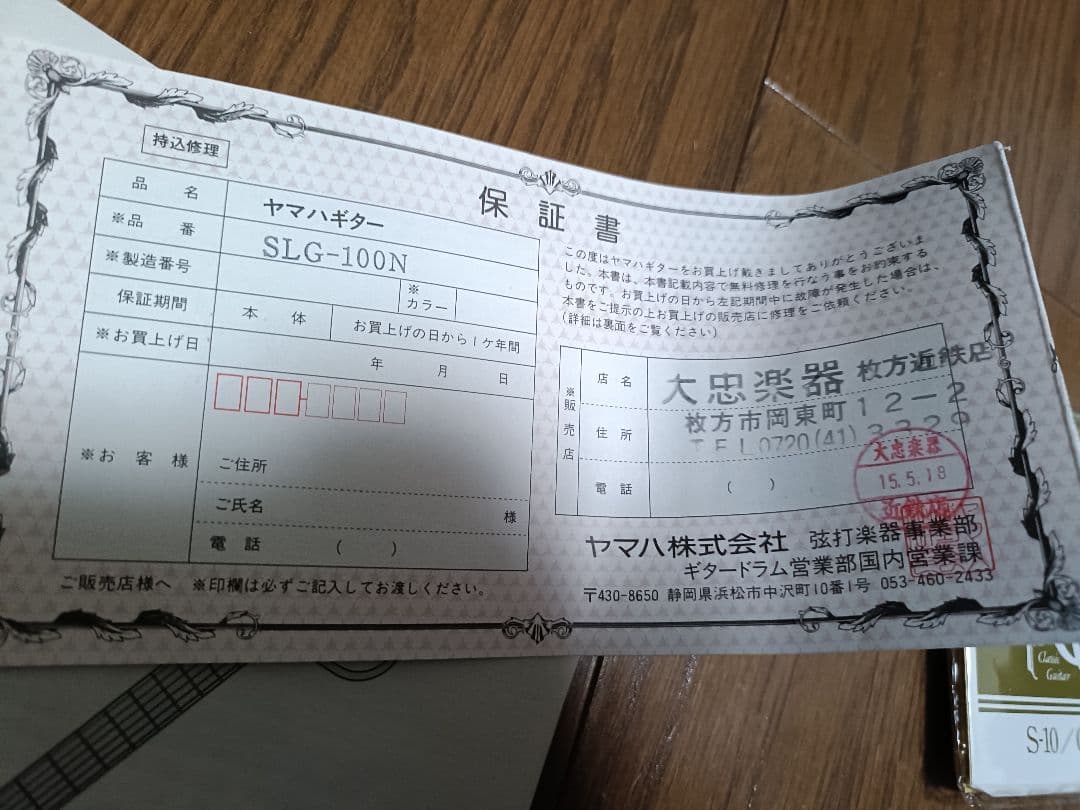 持込修理
保証書
品名 ヤマハギター
※品番 SLG-100N
※製造番号
※カラー
保証期間 本体 お買上げの日から1ケ年間
※お買上げ日 年 月 日
※お客様
ご住所
ご氏名 様
電話 ( )
ご販売店様へ ※印欄は必ずご記入してお渡しください。
この度はヤマハギターをお買上げ戴きましてありがとうございま
した。本書は、本書記載内容で無料修理を行なう事をお約束する
ものです。お買上げの日から左記期間中に故障が発生した場合は、
本書をご提示の上お買上げの販売店に修理をご依頼ください。
(詳細は裏面をご覧ください)
※販売店
店名 大忠楽器 枚方近鉄店
住所 枚方市岡東町12-2
TEL0720(41)3329
電話 ( )
大忠楽器
15.5.18
近鉄店
ヤマハ株式会社 弦打楽器事業部
ギタードラム営業部国内営業課
〒430-8650 静岡県浜松市中沢町10番1号 053-460-2433
Classic
Guitar
S-10/